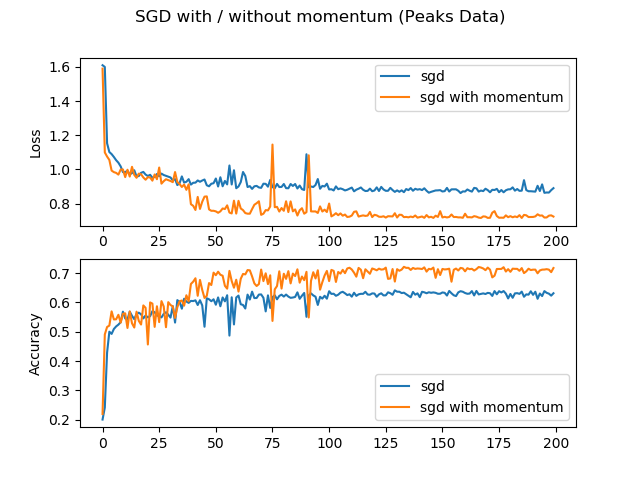 SGD with / without momentum (Peaks Data)
1.6
1.4
1.2
1.0
0.8
Loss
sgd
sgd with momentum
0 25 50 75 100 125 150 175 200
0.7
0.6
0.5
0.4
0.3
0.2
Accuracy
sgd
sgd with momentum
0 25 50 75 100 125 150 175 200